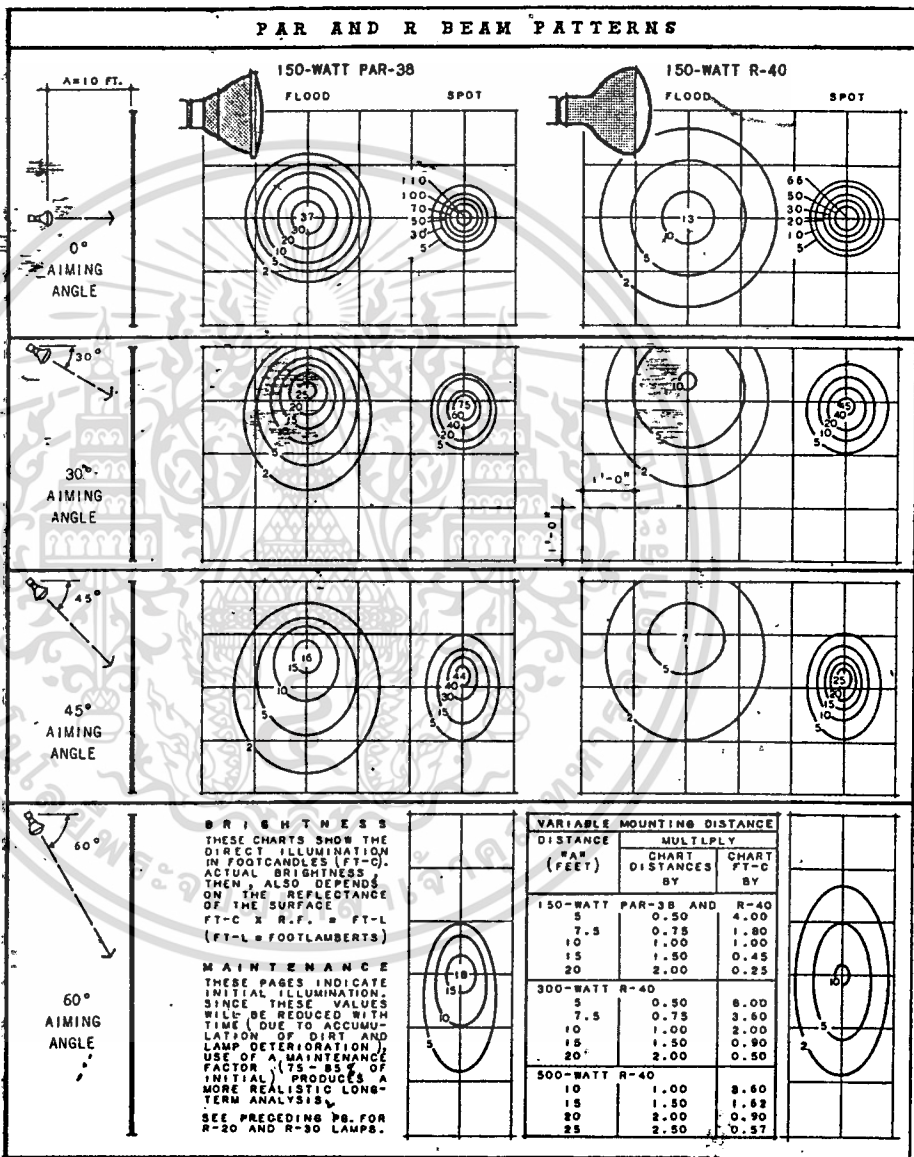 PAR AND R BEAM PATTERNS
A=10 FT.
150-WATT PAR-38
FLOOD
SPOT
150-WATT R-40
FLOOD
SPOT
37
30
20
10
5
2
110
100
70
50
30
5
13
10
5
2
66
50
30
20
10
5
0°
AIMING
ANGLE
30°
30°
AIMING
ANGLE
25
20
15
5
2
75
60
40
20
5
10
5
2
45
40
20
10
5
1'-0"
1'-0"
45°
45°
AIMING
ANGLE
16
15
10
5
2
44
40
30
15
5
7
5
2
25
20
15
10
5
60°
60°
AIMING
ANGLE
BRIGHTNESS
THESE CHARTS SHOW THE
DIRECT ILLUMINATION
IN FOOTCANDLES (FT-C).
ACTUAL BRIGHTNESS,
THEN, ALSO DEPENDS
ON THE REFLECTANCE
OF THE SURFACE
FT-C X R.F. = FT-L
(FT-L = FOOTLAMBERTS)
MAINTENANCE
THESE PAGES INDICATE
INITIAL ILLUMINATION.
SINCE THESE VALUES
WILL BE REDUCED WITH
TIME (DUE TO ACCUMU-
LATION OF DIRT AND
LAMP DETERIORATION),
USE OF A MAINTENANCE
FACTOR (75-85% OF
INITIAL) PRODUCES A
MORE REALISTIC LONG-
TERM ANALYSIS.
SEE PRECEDING PG. FOR
R-20 AND R-30 LAMPS.
18
15
10
5
VARIABLE MOUNTING DISTANCE
DISTANCE "A" (FEET) MULTIPLY
CHART DISTANCES BY CHART FT-C BY
150-WATT PAR-38 AND R-40
5 0.50 4.00
7.5 0.75 1.80
10 1.00 1.00
15 1.50 0.45
20 2.00 0.25
300-WATT R-40
5 0.50 8.00
7.5 0.75 3.60
10 1.00 2.00
15 1.50 0.90
20 2.00 0.50
500-WATT R-40
10 1.00 3.60
15 1.50 1.62
20 2.00 0.90
25 2.50 0.57
10
5
2